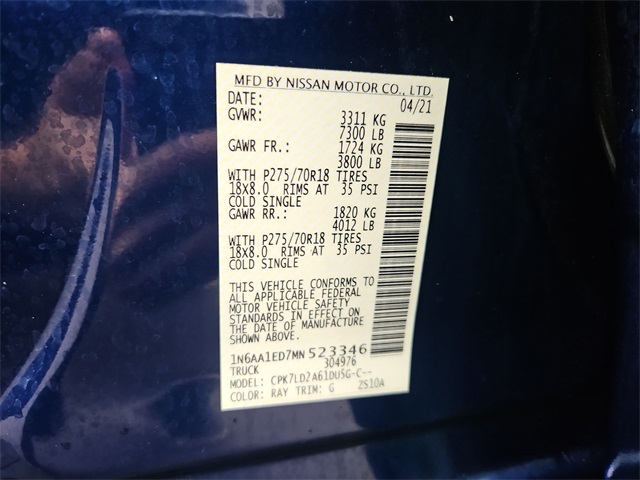 MFD BY NISSAN MOTOR CO., LTD.
DATE: 04/21
GVWR: 3311 KG
7300 LB
GAWR FR.: 1724 KG
3800 LB
WITH P275/70R18 TIRES
18X8.0 RIMS AT 35 PSI
COLD SINGLE
GAWR RR.: 1820 KG
4012 LB
WITH P275/70R18 TIRES
18X8.0 RIMS AT 35 PSI
COLD SINGLE
THIS VEHICLE CONFORMS TO
ALL APPLICABLE FEDERAL
MOTOR VEHICLE SAFETY
STANDARDS IN EFFECT ON
THE DATE OF MANUFACTURE
SHOWN ABOVE.
1N6AA1ED7MN523346
TRUCK 304976
MODEL: CPK7LD2A61DUSG-C--
COLOR: RAY TRIM: G 2S10A